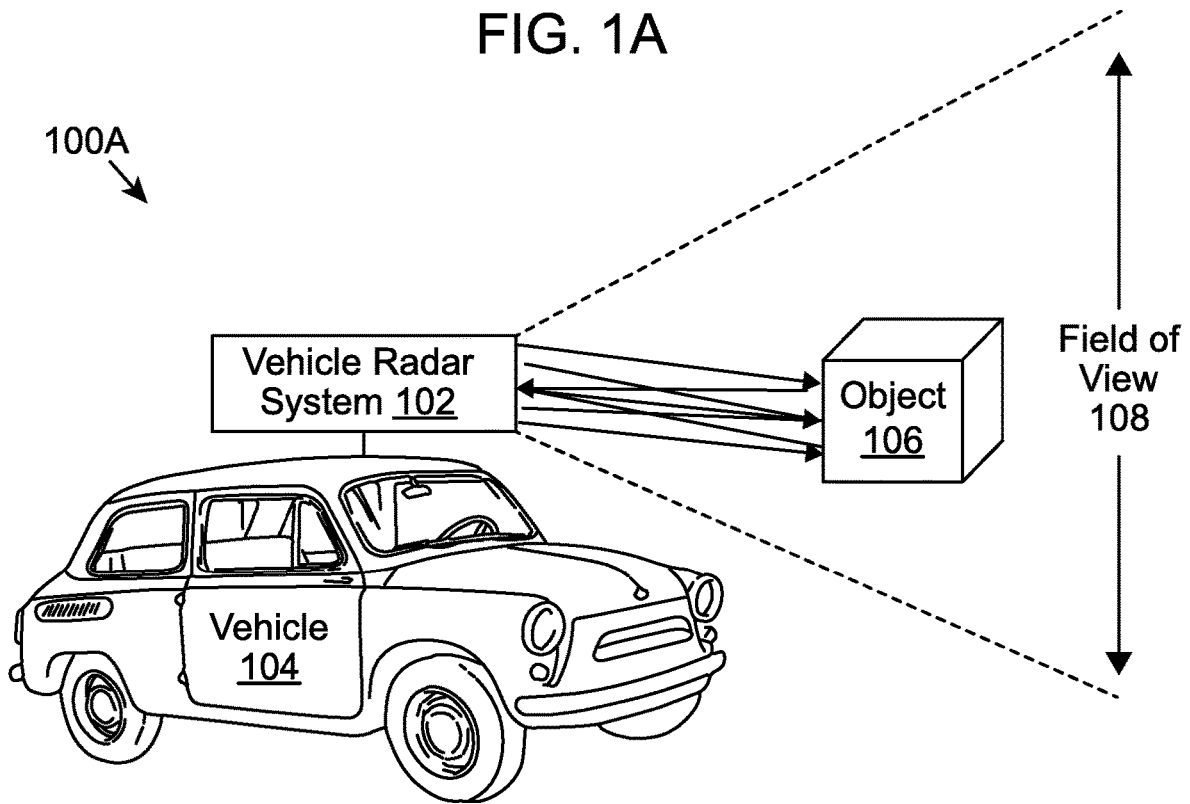 FIG. 1A
100A
Vehicle Radar
System 102
Object
106
Field of
View
108
Vehicle
104